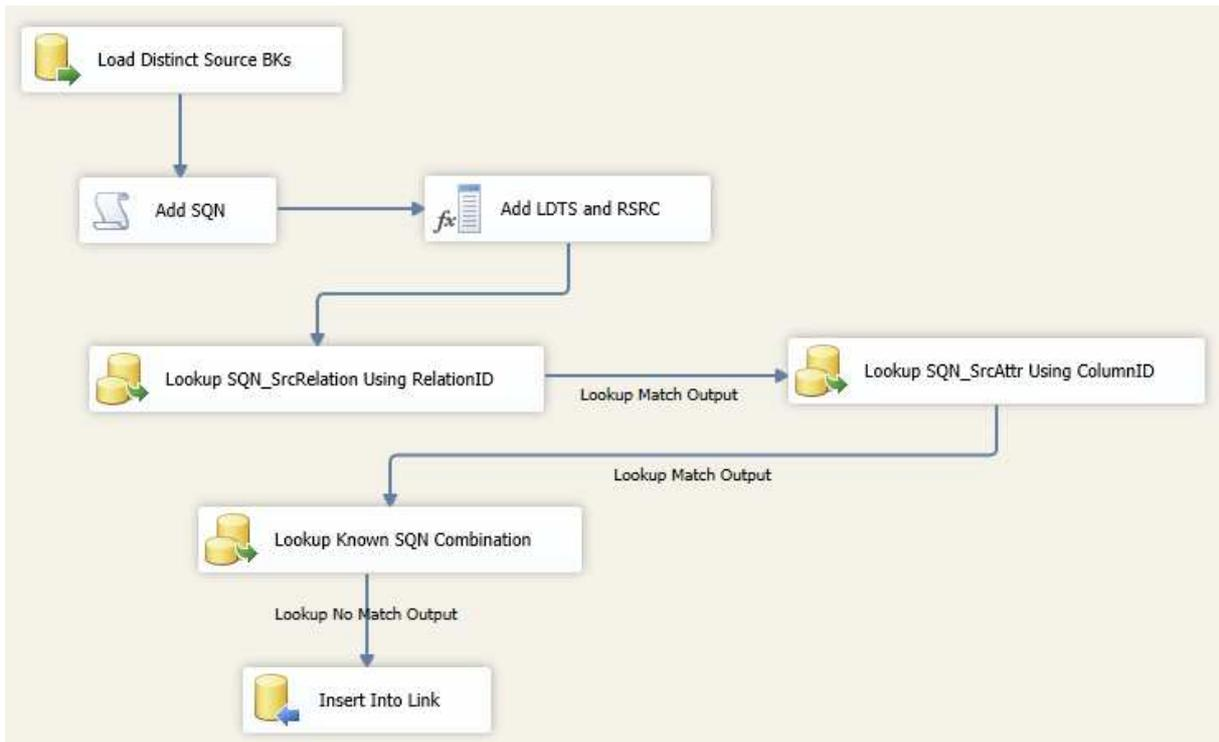 Load Distinct Source BKs
Add SQN
fx
Add LDTS and RSRC
Lookup SQN_SrcRelation Using RelationID
Lookup Match Output
Lookup SQN_SrcAttr Using ColumnID
Lookup Match Output
Lookup Known SQN Combination
Lookup No Match Output
Insert Into Link